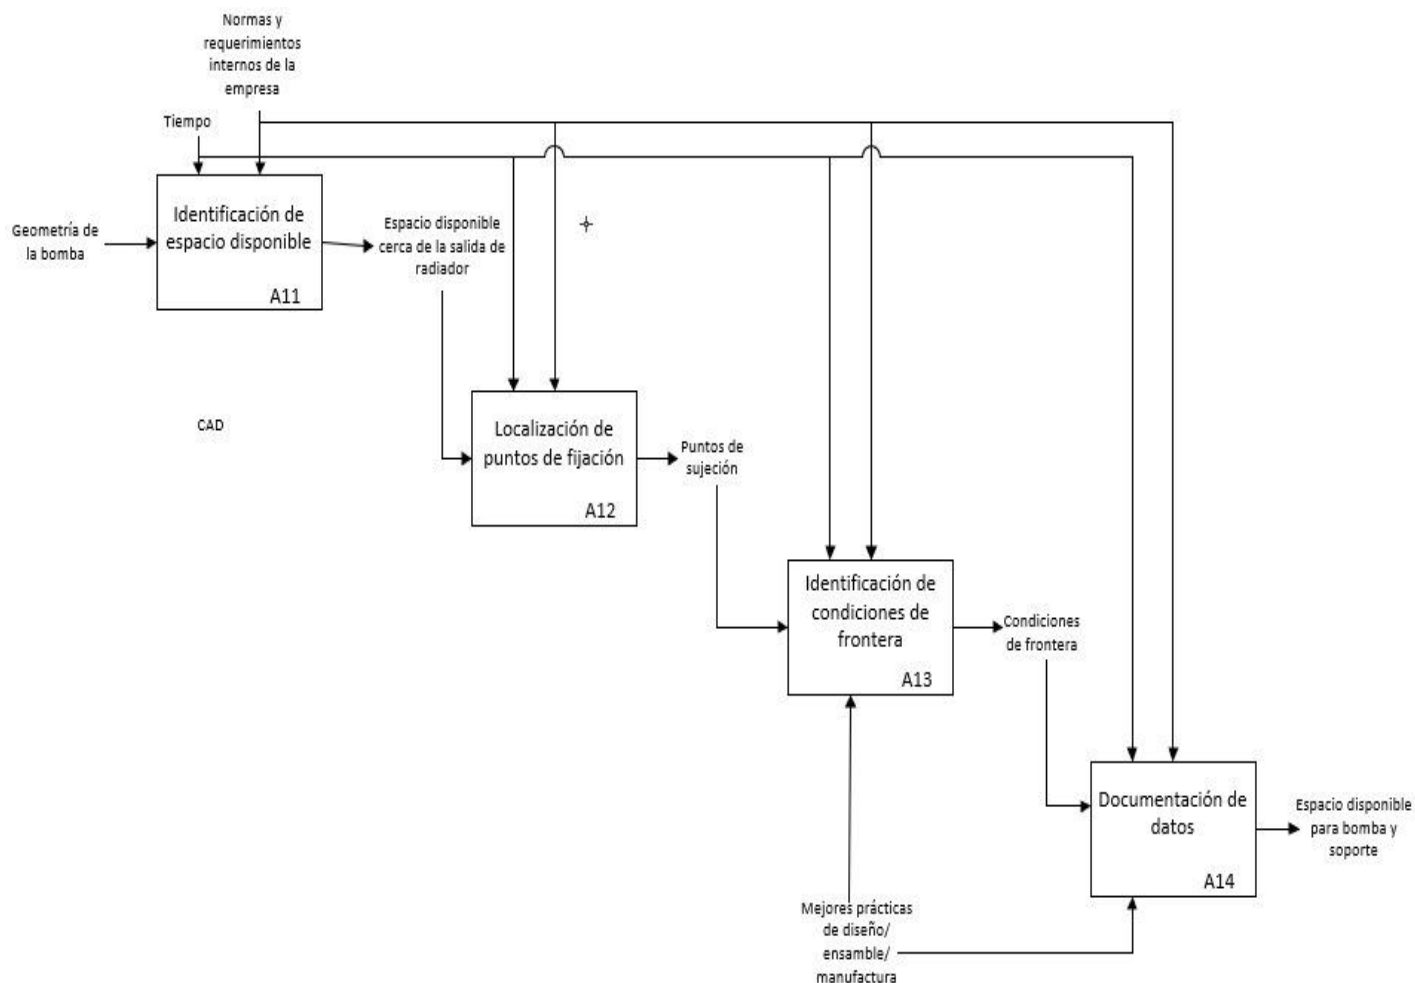 Normas y
requerimientos
internos de la
empresa
Tiempo
Geometría de
la bomba
Identificación de
espacio disponible
A11
Espacio disponible
cerca de la salida de
radiador
CAD
Localización de
puntos de fijación
A12
Puntos de
sujeción
Identificación de
condiciones de
frontera
A13
Condiciones
de frontera
Documentación de
datos
A14
Espacio disponible
para bomba y
soporte
Mejores prácticas
de diseño/
ensamble/
manufactura